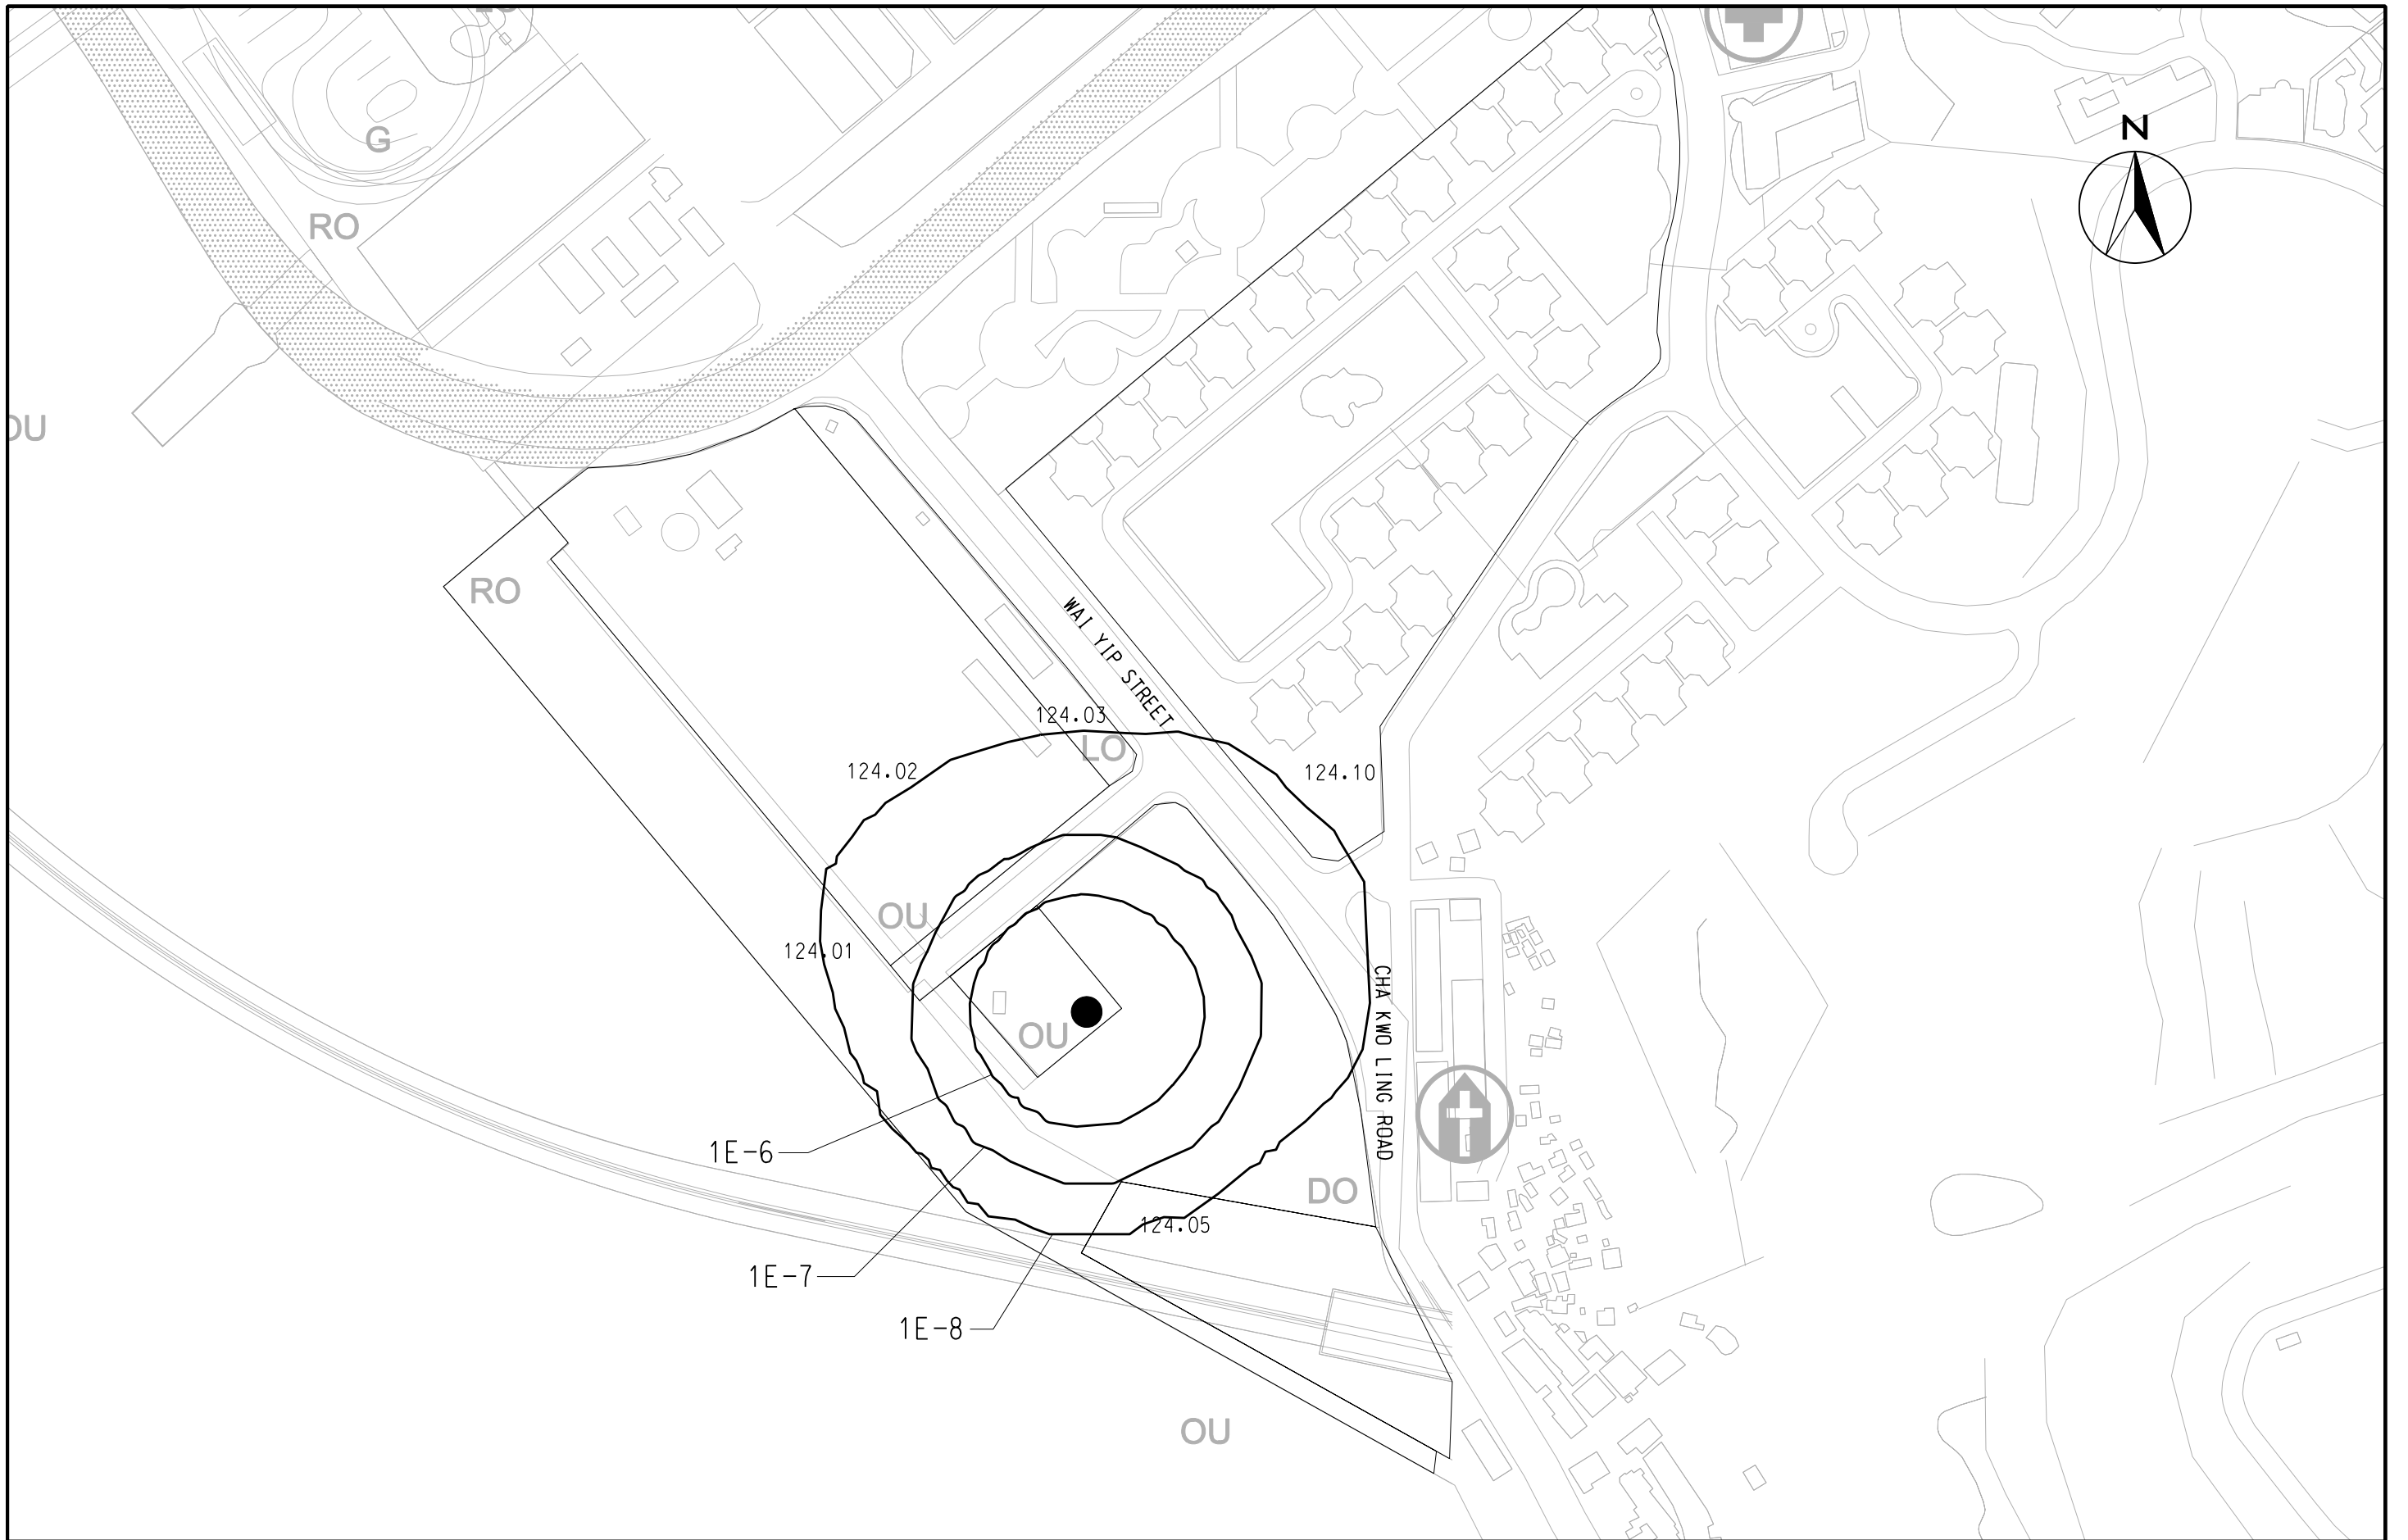 G
N
RO
OU
RO
WAI YIP STREET
124.03
LO
124.02
124.10
OU
124.01
CHA KWO LING ROAD
OU
1E-6
DO
124.05
1E-7
1E-8
OU